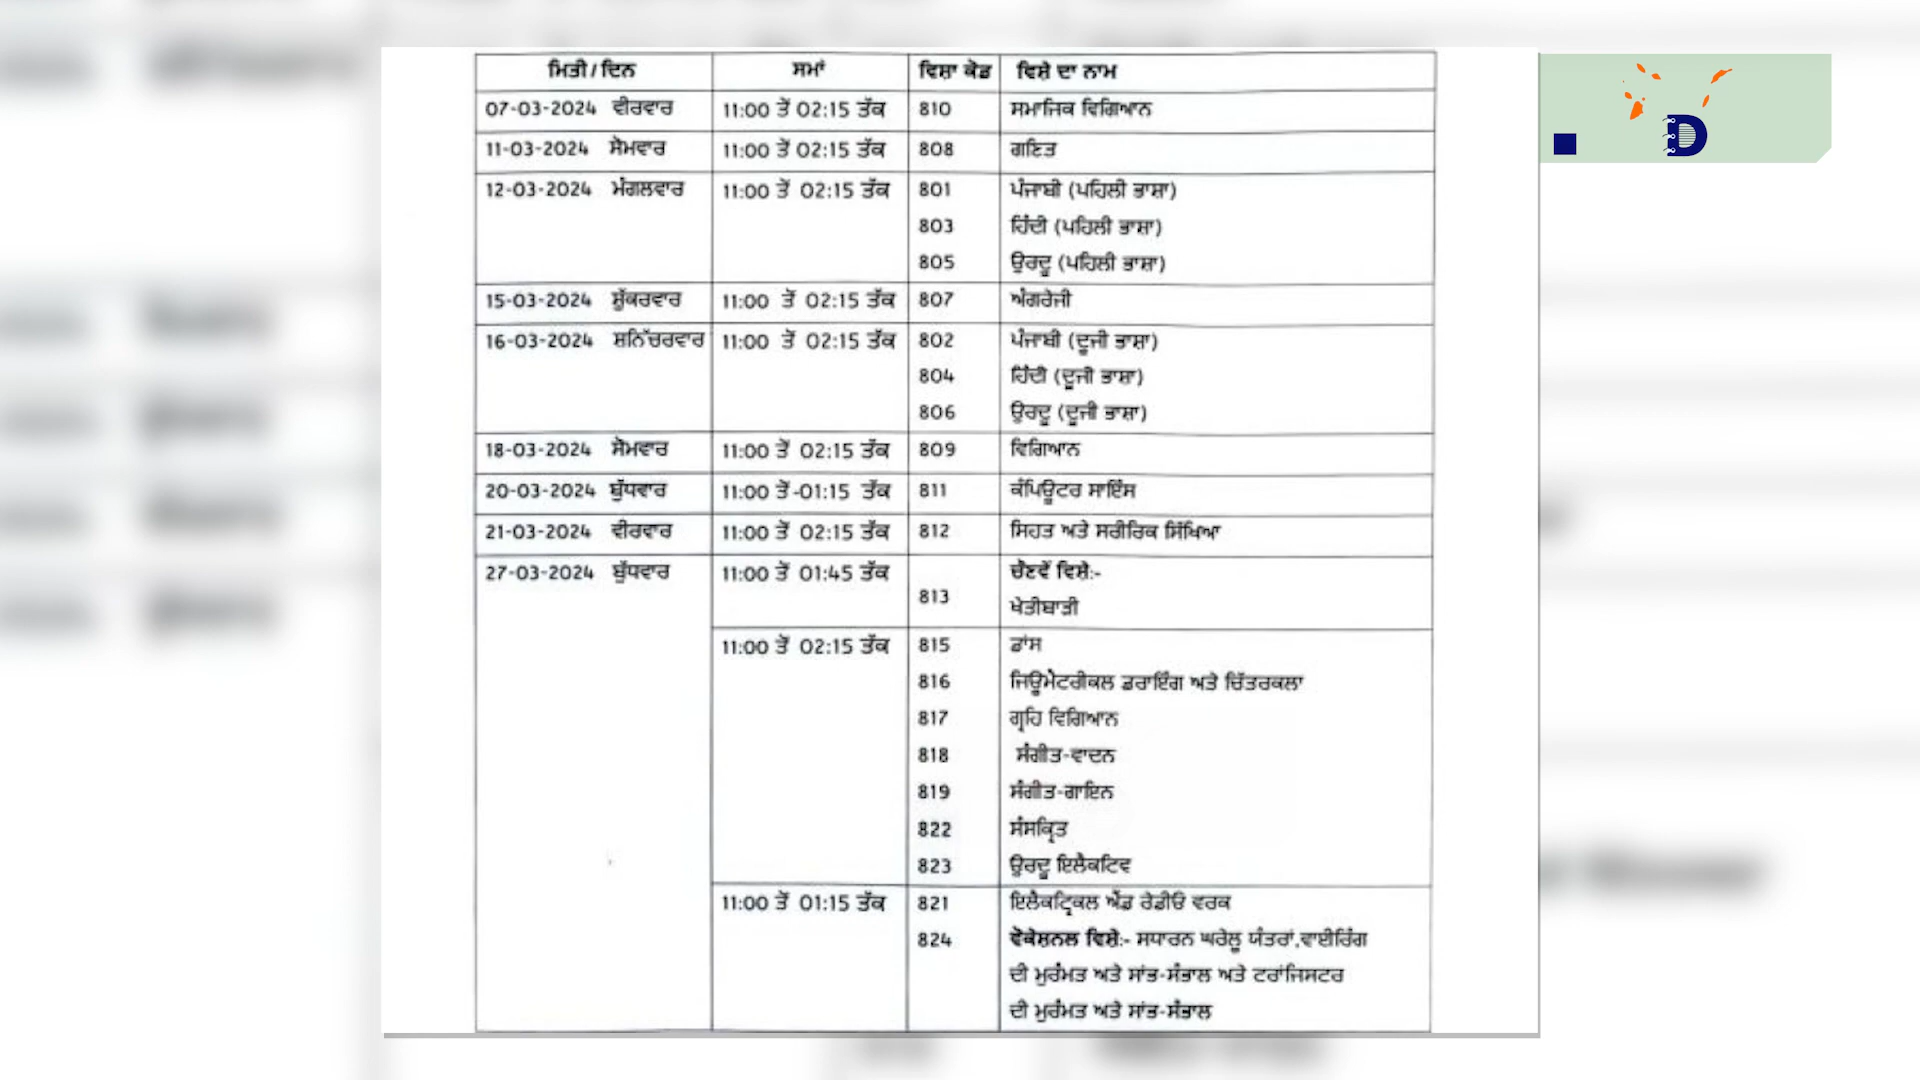 ਮਿਤੀ/ਦਿਨ ਸਮਾਂ ਵਿਸ਼ਾ ਕੋਡ ਵਿਸ਼ੇ ਦਾ ਨਾਮ
07-03-2024 ਵੀਰਵਾਰ 11:00 ਤੋਂ 02:15 ਤੱਕ 810 ਸਮਾਜਿਕ ਵਿਗਿਆਨ
11-03-2024 ਸੋਮਵਾਰ 11:00 ਤੋਂ 02:15 ਤੱਕ 808 ਗਣਿਤ
12-03-2024 ਮੰਗਲਵਾਰ 11:00 ਤੋਂ 02:15 ਤੱਕ 801 ਪੰਜਾਬੀ (ਪਹਿਲੀ ਭਾਸ਼ਾ)
803 ਹਿੰਦੀ (ਪਹਿਲੀ ਭਾਸ਼ਾ)
805 ਉਰਦੂ (ਪਹਿਲੀ ਭਾਸ਼ਾ)
15-03-2024 ਸ਼ੁੱਕਰਵਾਰ 11:00 ਤੋਂ 02:15 ਤੱਕ 807 ਅੰਗਰੇਜੀ
16-03-2024 ਸ਼ਨਿੱਚਰਵਾਰ 11:00 ਤੋਂ 02:15 ਤੱਕ 802 ਪੰਜਾਬੀ (ਦੂਜੀ ਭਾਸ਼ਾ)
804 ਹਿੰਦੀ (ਦੂਜੀ ਭਾਸ਼ਾ)
806 ਉਰਦੂ (ਦੂਜੀ ਭਾਸ਼ਾ)
18-03-2024 ਸੋਮਵਾਰ 11:00 ਤੋਂ 02:15 ਤੱਕ 809 ਵਿਗਿਆਨ
20-03-2024 ਬੁੱਧਵਾਰ 11:00 ਤੋਂ -01:15 ਤੱਕ 811 ਕੰਪਿਊਟਰ ਸਾਇੰਸ
21-03-2024 ਵੀਰਵਾਰ 11:00 ਤੋਂ 02:15 ਤੱਕ 812 ਸਿਹਤ ਅਤੇ ਸਰੀਰਿਕ ਸਿੱਖਿਆ
27-03-2024 ਬੁੱਧਵਾਰ 11:00 ਤੋਂ 01:45 ਤੱਕ ਚੋਣਵੇਂ ਵਿਸ਼ੇ:-
813 ਖੇਤੀਬਾੜੀ
11:00 ਤੋਂ 02:15 ਤੱਕ 815 ਡਾਂਸ
816 ਜਿਊਮੈਟਰੀਕਲ ਡਰਾਇੰਗ ਅਤੇ ਚਿੱਤਰਕਲਾ
817 ਗ੍ਰਹਿ ਵਿਗਿਆਨ
818 ਸੰਗੀਤ-ਵਾਦਨ
819 ਸੰਗੀਤ-ਗਾਇਨ
822 ਸੰਸਕ੍ਰਿਤ
823 ਉਰਦੂ ਇਲੈਕਟਿਵ
11:00 ਤੋਂ 01:15 ਤੱਕ 821 ਇਲੈਕਟ੍ਰਿਕਲ ਐਂਡ ਰੇਡੀਓ ਵਰਕ
824 ਵੋਕੇਸ਼ਨਲ ਵਿਸ਼ੇ:- ਸਧਾਰਨ ਘਰੇਲੂ ਯੰਤਰਾਂ,ਵਾਈਰਿੰਗ
ਦੀ ਮੁਰੰਮਤ ਅਤੇ ਸਾਂਭ-ਸੰਭਾਲ ਅਤੇ ਟਰਾਂਜਿਸਟਰ
ਦੀ ਮੁਰੰਮਤ ਅਤੇ ਸਾਂਭ-ਸੰਭਾਲ
D